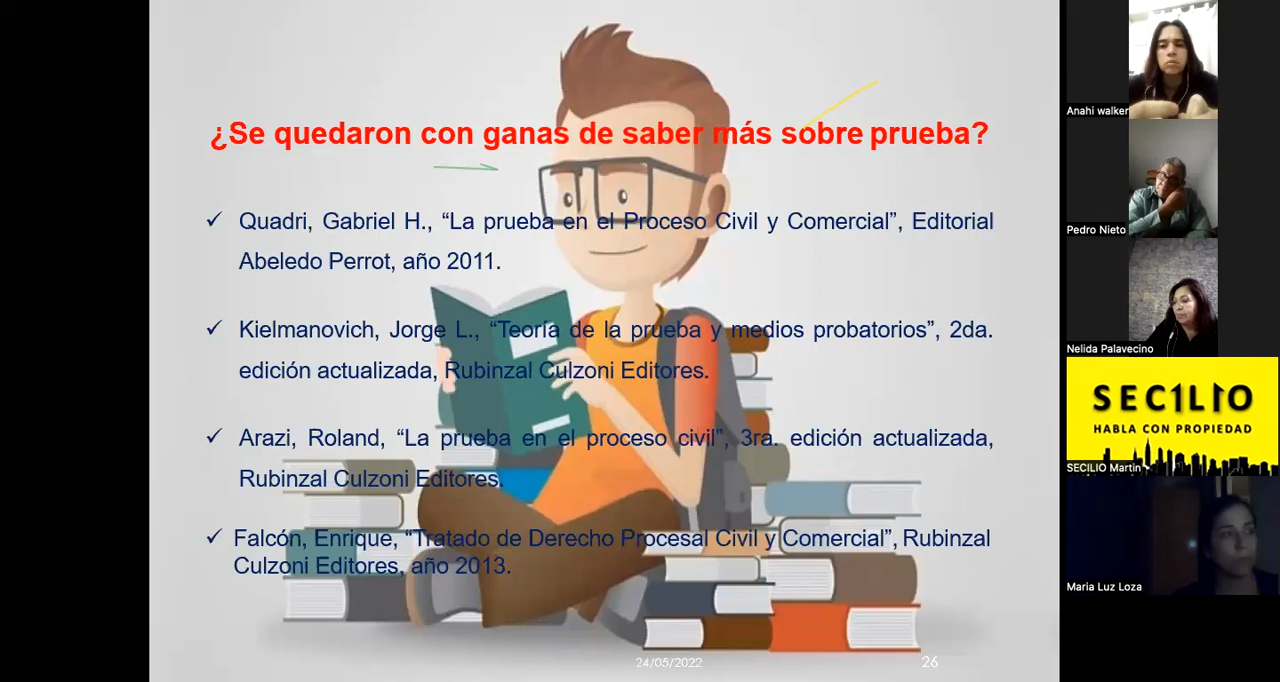 ¿Se quedaron con ganas de saber más sobre prueba?
✓ Quadri, Gabriel H., “La prueba en el Proceso Civil y Comercial”, Editorial
Abeledo Perrot, año 2011.
✓ Kielmanovich, Jorge L., “Teoría de la prueba y medios probatorios”, 2da.
edición actualizada, Rubinzal Culzoni Editores.
✓ Arazi, Roland, “La prueba en el proceso civil”, 3ra. edición actualizada,
Rubinzal Culzoni Editores.
✓ Falcón, Enrique, “Tratado de Derecho Procesal Civil y Comercial”, Rubinzal
Culzoni Editores, año 2013.
24/05/2022
26
Anahi walker
Pedro Nieto
Nelida Palavecino
SEC1L1O
HABLA CON PROPIEDAD
SECILIO Martin
Maria Luz Loza